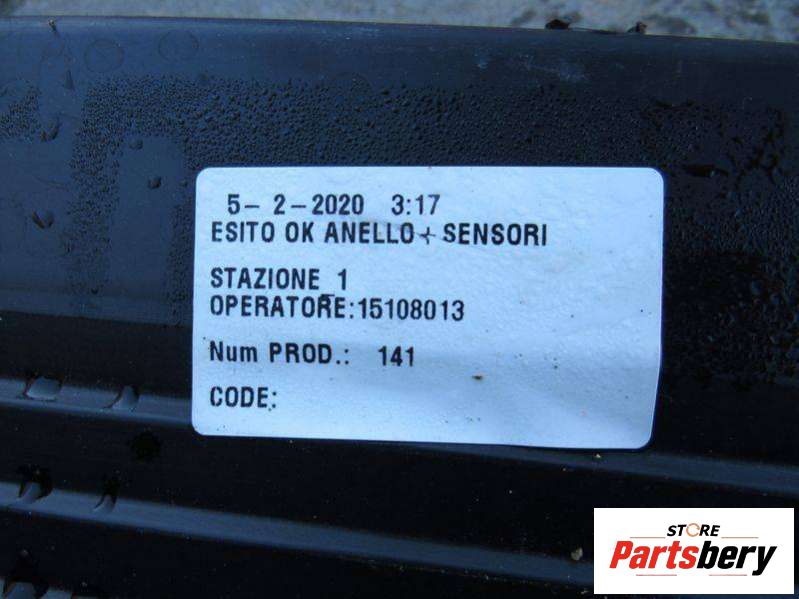 5- 2-2020 3:17
ESITO OK ANELLO+ SENSORI
STAZIONE_1
OPERATORE:15108013
Num PROD.: 141
CODE:
STORE
Partsbery